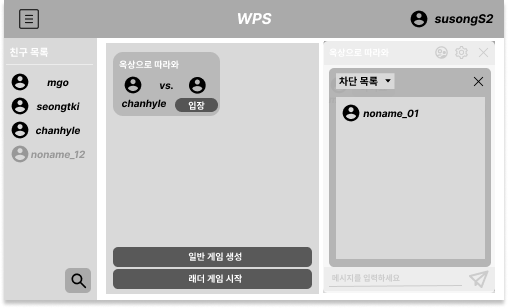 WPS
susongS2
친구 목록
mgo
seongtki
chanhyle
noname_12
옥상으로 따라와
vs.
chanhyle
입장
일반 게임 생성
래더 게임 시작
옥상으로 따라와
차단 목록
noname_01
메시지를 입력하세요